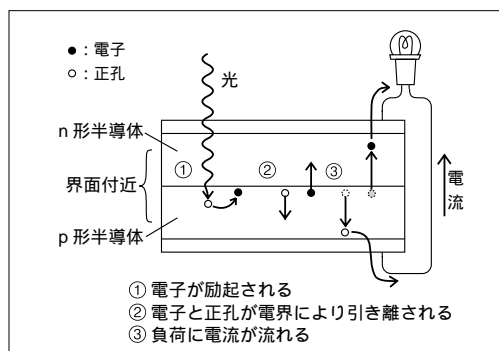 ●：電子
○：正孔
光
n 形半導体
界面付近
p 形半導体
①
②
③
電流
① 電子が励起される
② 電子と正孔が電界により引き離される
③ 負荷に電流が流れる